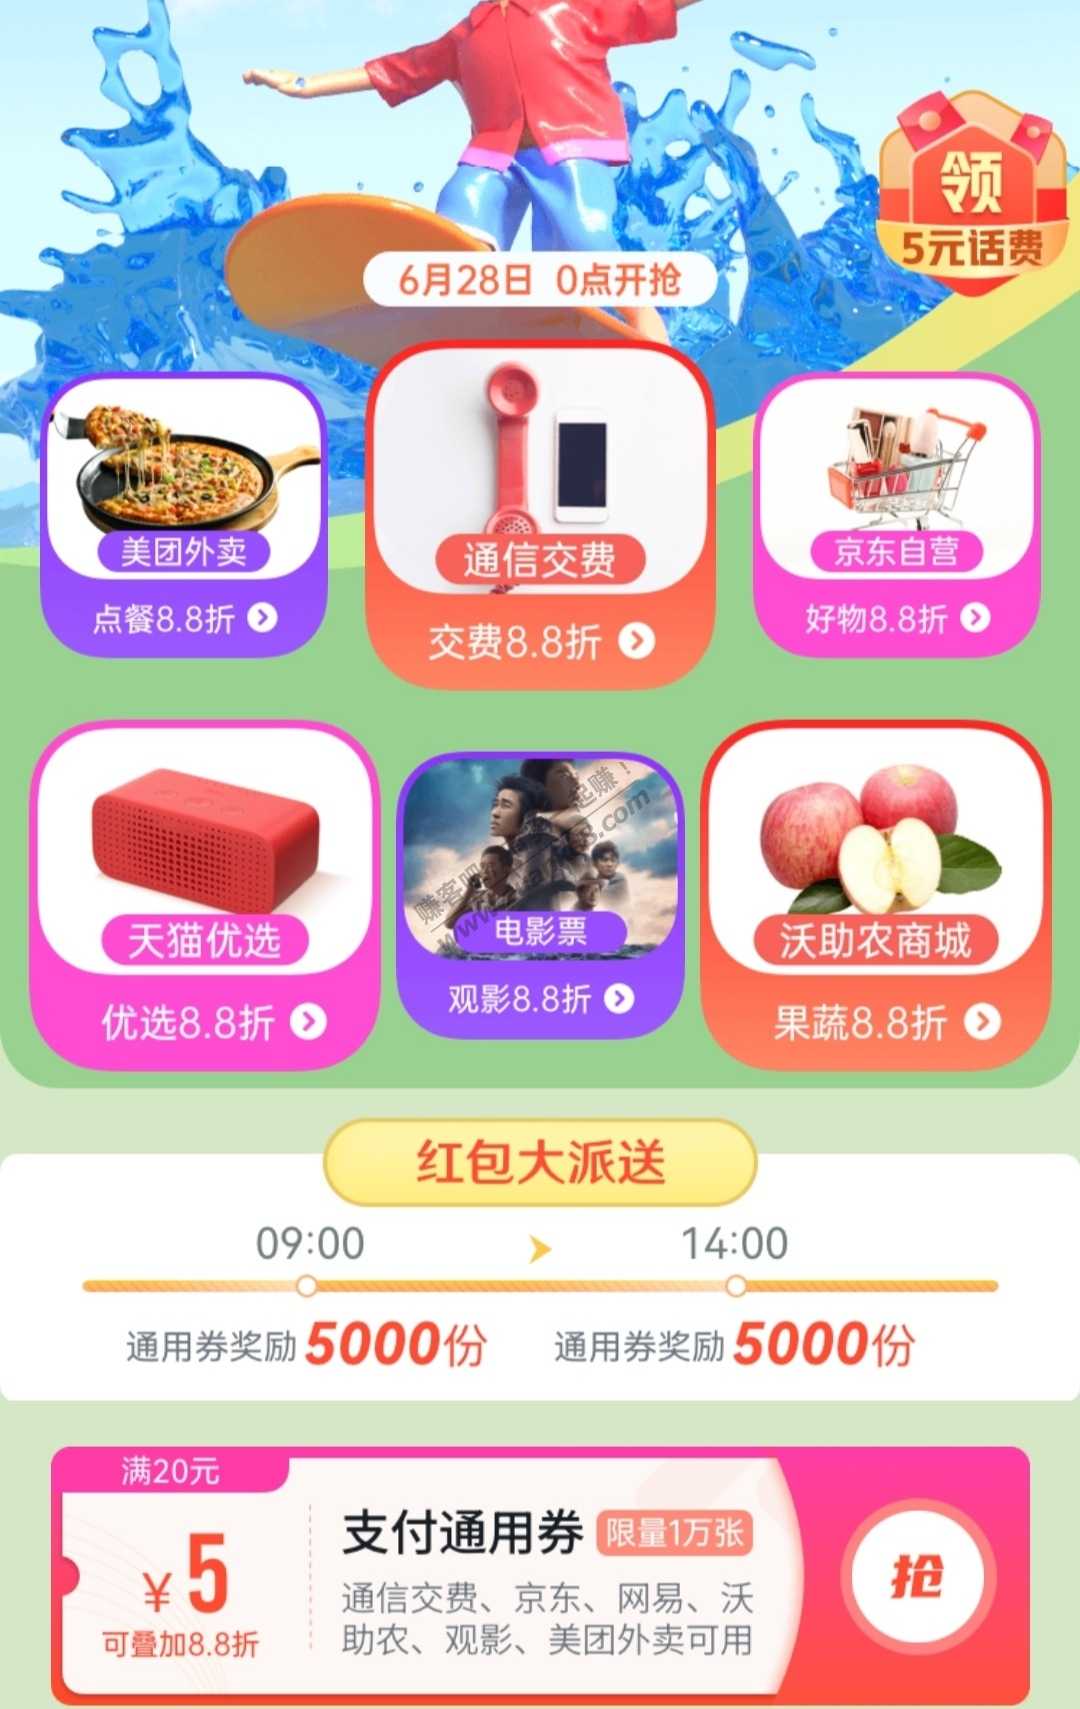 领
5元话费
6月28日 0点开抢
美团外卖
点餐8.8折
通信交费
交费8.8折
京东自营
好物8.8折
天猫优选
优选8.8折
电影票
观影8.8折
沃助农商城
果蔬8.8折
红包大派送
09:00
14:00
通用券奖励5000份
通用券奖励5000份
满20元
¥5
可叠加8.8折
支付通用券 限量1万张
通信交费、京东、网易、沃
助农、观影、美团外卖可用
抢